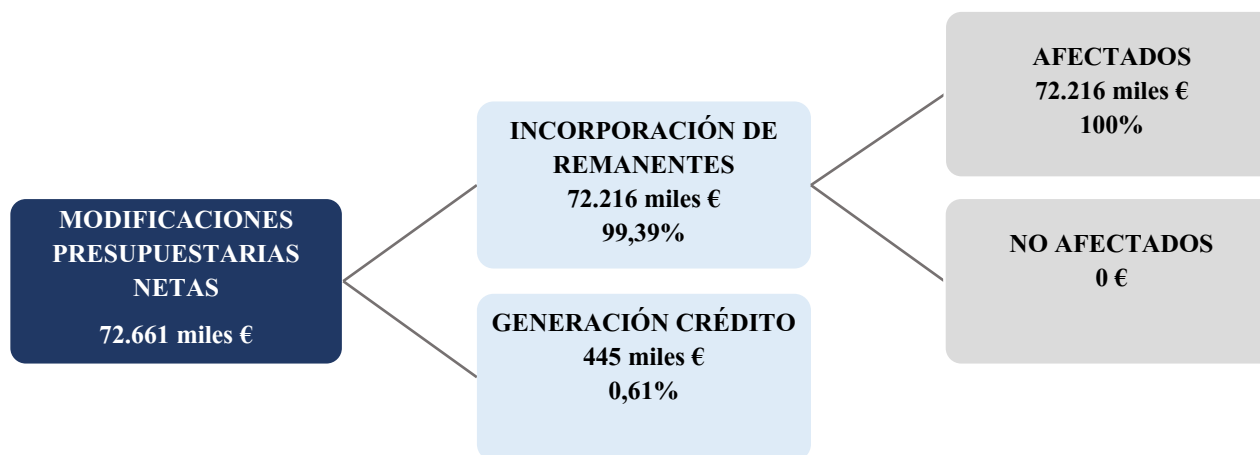 MODIFICACIONES
PRESUPUESTARIAS
NETAS
72.661 miles €
INCORPORACIÓN DE
REMANENTES
72.216 miles €
99,39%
GENERACIÓN CRÉDITO
445 miles €
0,61%
AFECTADOS
72.216 miles €
100%
NO AFECTADOS
0 €